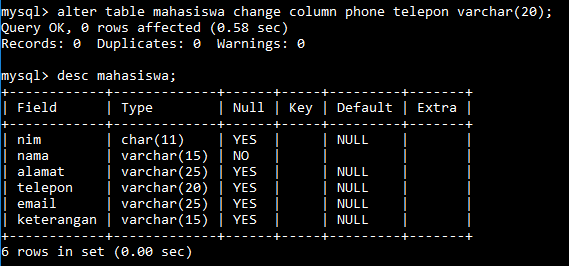 mysql> alter table mahasiswa change column phone telepon varchar(20);
Query OK, 0 rows affected (0.58 sec)
Records: 0  Duplicates: 0  Warnings: 0

mysql> desc mahasiswa;
+------------+-------------+------+-----+---------+-------+
| Field      | Type        | Null | Key | Default | Extra |
+------------+-------------+------+-----+---------+-------+
| nim        | char(11)    | YES  |     | NULL    |       |
| nama       | varchar(15) | NO   |     |         |       |
| alamat     | varchar(25) | YES  |     | NULL    |       |
| telepon    | varchar(20) | YES  |     | NULL    |       |
| email      | varchar(25) | YES  |     | NULL    |       |
| keterangan | varchar(15) | YES  |     | NULL    |       |
+------------+-------------+------+-----+---------+-------+
6 rows in set (0.00 sec)